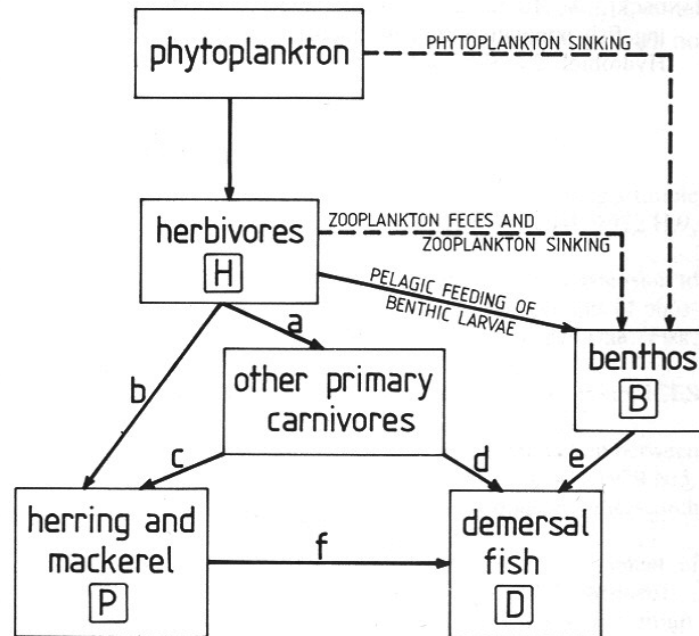 phytoplankton
PHYTOPLANKTON SINKING
herbivores
H
ZOOPLANKTON FECES AND
ZOOPLANKTON SINKING
PELAGIC FEEDING OF
BENTHIC LARVAE
a
b
other primary
carnivores
benthos
B
c
d
e
herring and
mackerel
P
f
demersal
fish
D